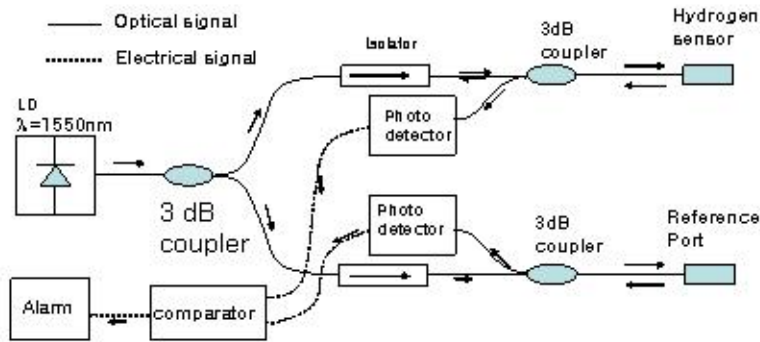 Optical signal
Electrical signal
Isolator
3dB
coupler
Hydrogen
sensor
LD
λ=1550nm
Photo
detector
3 dB
coupler
Photo
detector
3dB
coupler
Reference
Port
Alarm
comparator